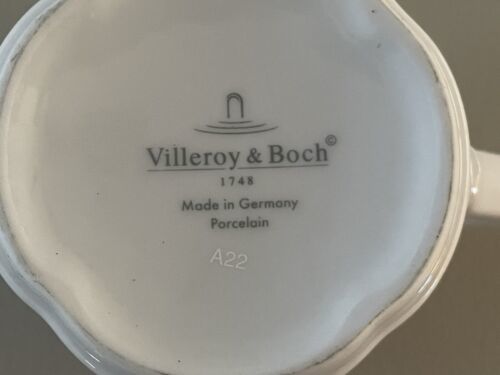 Villeroy & Boch©
1748
Made in Germany
Porcelain
A22